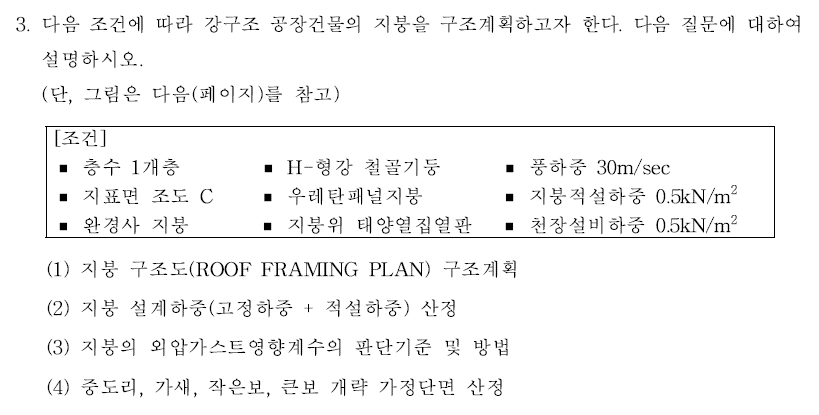 3. 다음 조건에 따라 강구조 공장건물의 지붕을 구조계획하고자 한다. 다음 질문에 대하여
설명하시오.
(단, 그림은 다음(페이지)를 참고)
[조건]
▪ 층수 1개층 ▪ H-형강 철골기둥 ▪ 풍하중 30m/sec
▪ 지표면 조도 C ▪ 우레탄패널지붕 ▪ 지붕적설하중 0.5kN/m²
▪ 완경사 지붕 ▪ 지붕위 태양열집열판 ▪ 천장설비하중 0.5kN/m²
(1) 지붕 구조도(ROOF FRAMING PLAN) 구조계획
(2) 지붕 설계하중(고정하중 + 적설하중) 산정
(3) 지붕의 외압가스트영향계수의 판단기준 및 방법
(4) 중도리, 가새, 작은보, 큰보 개략 가정단면 산정